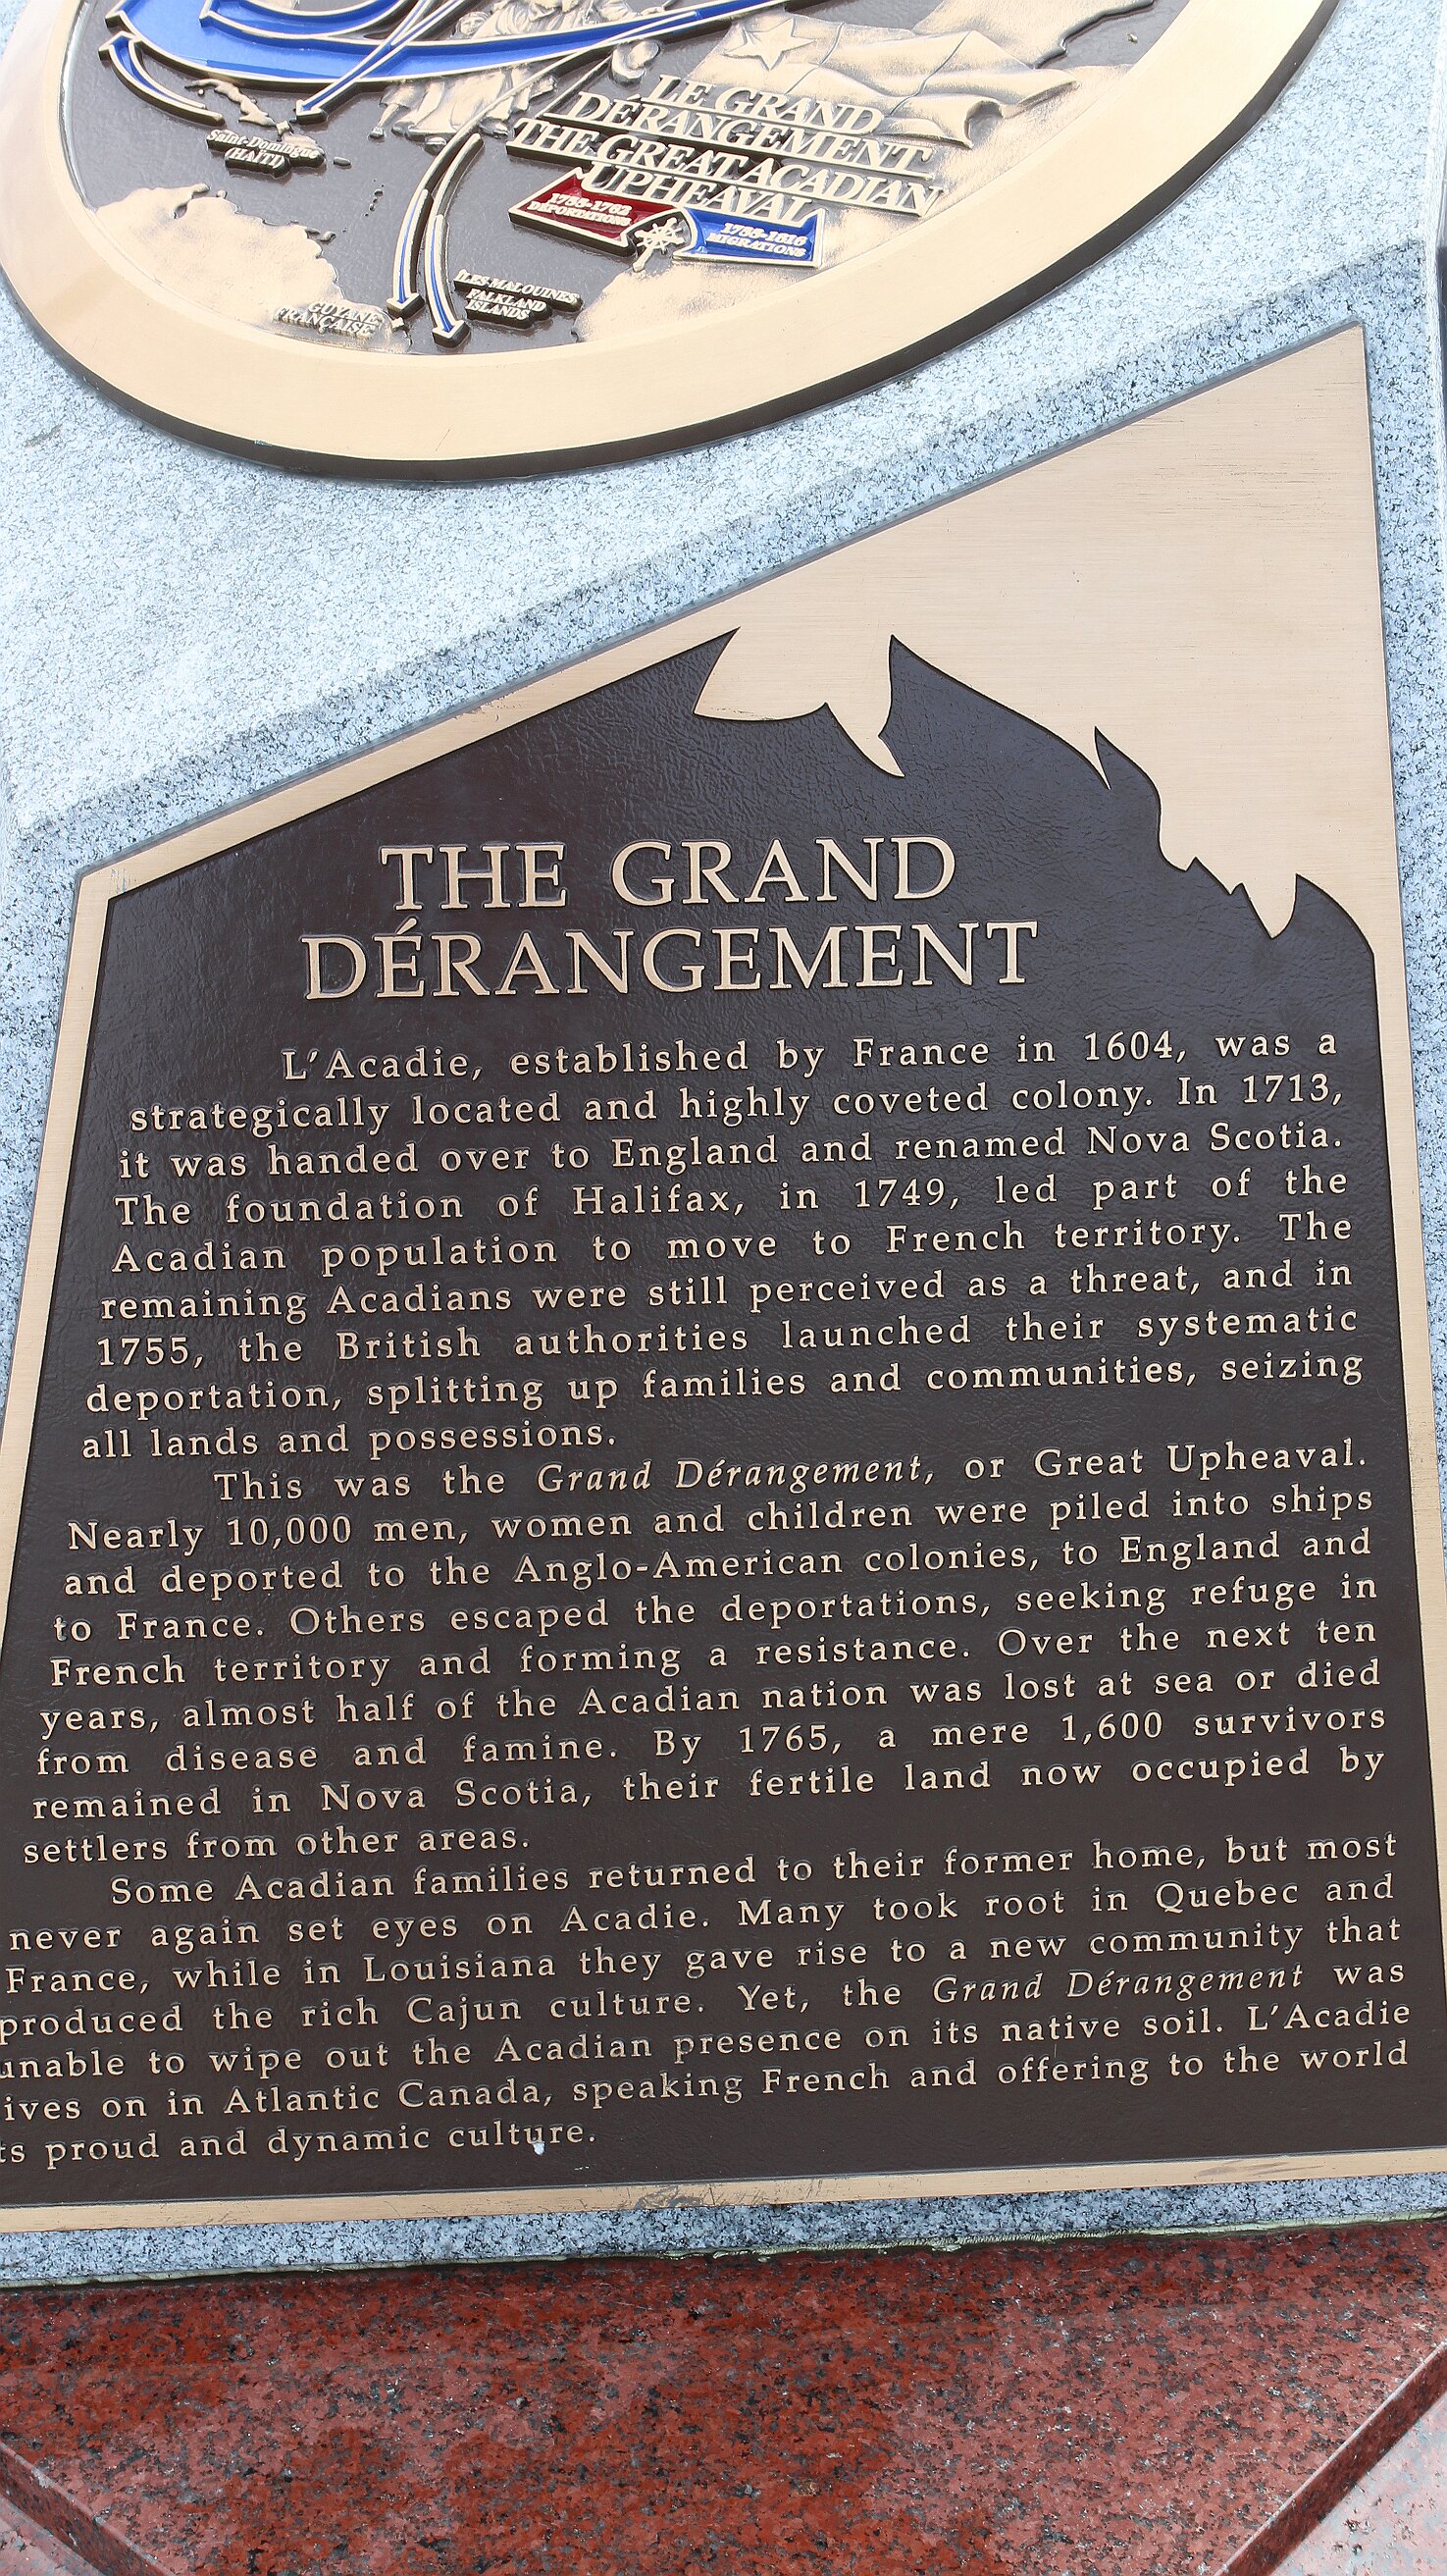 Saint-Domingue
(HAÏTI)
LE GRAND
DÉRANGEMENT
THE GREAT ACADIAN
UPHEAVAL
1755-1762
DÉPORTATIONS
1755-1816
MIGRATIONS
ÎLES MALOUINES
FALKLAND
ISLANDS
GUYANE
FRANÇAISE
THE GRAND
DÉRANGEMENT
L'Acadie, established by France in 1604, was a
strategically located and highly coveted colony. In 1713,
it was handed over to England and renamed Nova Scotia.
The foundation of Halifax, in 1749, led part of the
Acadian population to move to French territory. The
remaining Acadians were still perceived as a threat, and in
1755, the British authorities launched their systematic
deportation, splitting up families and communities, seizing
all lands and possessions.
This was the Grand Dérangement, or Great Upheaval.
Nearly 10,000 men, women and children were piled into ships
and deported to the Anglo-American colonies, to England and
to France. Others escaped the deportations, seeking refuge in
French territory and forming a resistance. Over the next ten
years, almost half of the Acadian nation was lost at sea or died
from disease and famine. By 1765, a mere 1,600 survivors
remained in Nova Scotia, their fertile land now occupied by
settlers from other areas.
Some Acadian families returned to their former home, but most
never again set eyes on Acadie. Many took root in Quebec and
France, while in Louisiana they gave rise to a new community that
produced the rich Cajun culture. Yet, the Grand Dérangement was
unable to wipe out the Acadian presence on its native soil. L'Acadie
ives on in Atlantic Canada, speaking French and offering to the world
ts proud and dynamic culture.